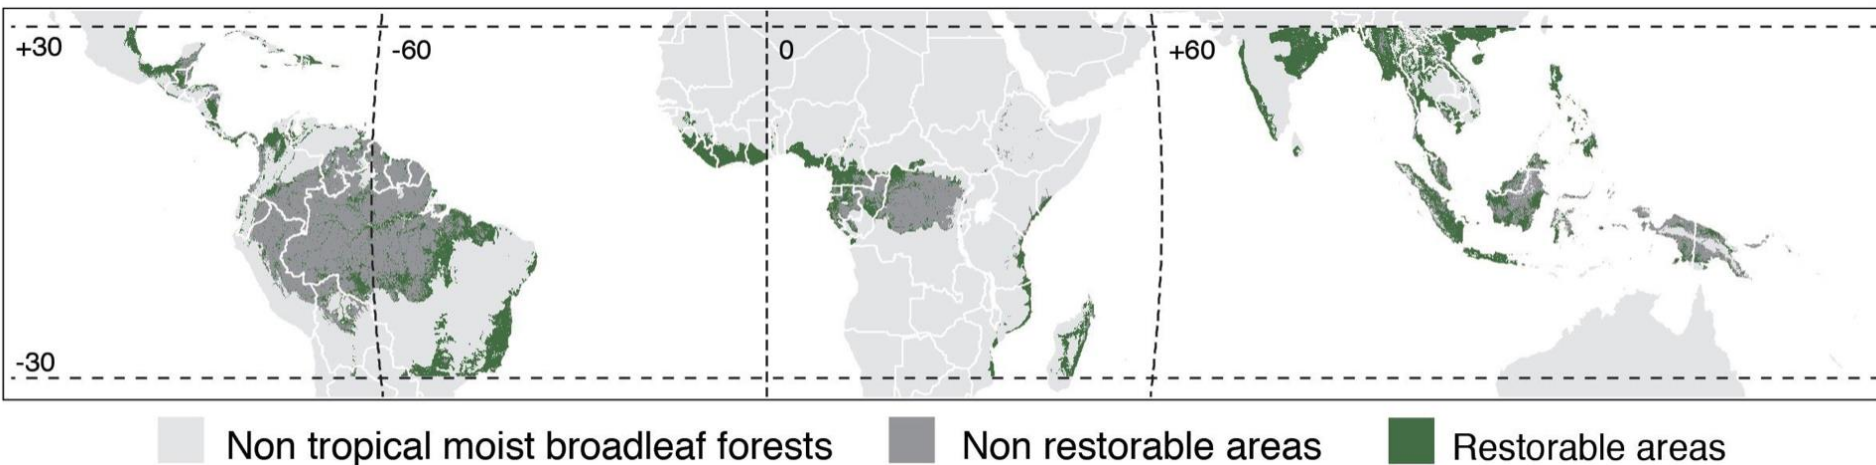 +30
-60
0
+60
-30
Non tropical moist broadleaf forests
Non restorable areas
Restorable areas